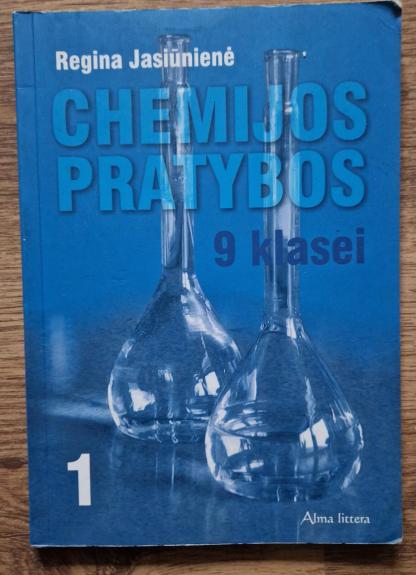 Regina Jasiūnienė
CHEMIJOS
PRATYBOS
9 klasei
1
Alma littera